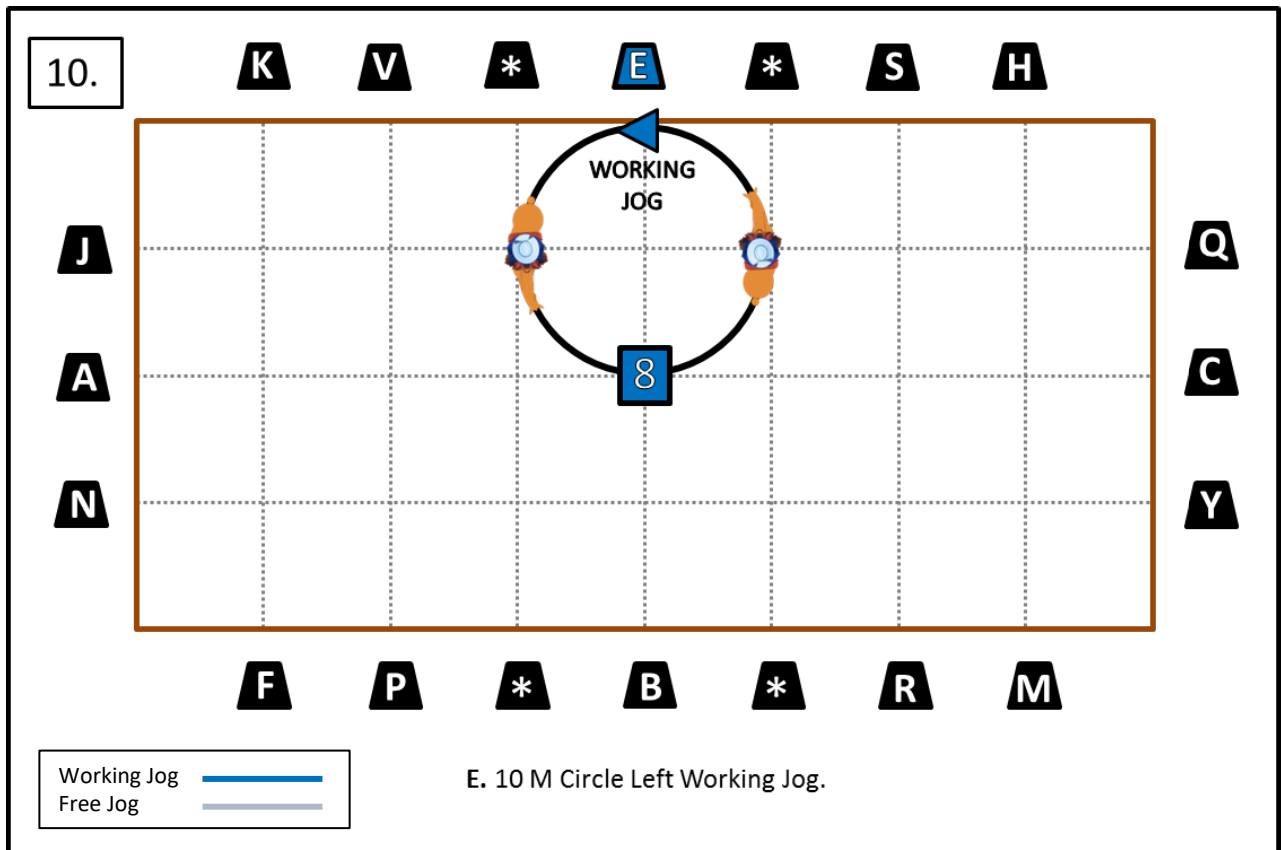 10.
K V * E * S H
WORKING
JOG
J Q
8
A C
N Y
F P * B * R M
Working Jog
Free Jog
E. 10 M Circle Left Working Jog.